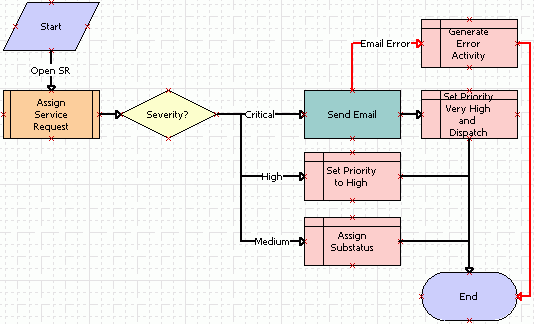 Start
Open SR
Assign
Service
Request
Severity?
Critical
Send Email
Email Error
Generate
Error
Activity
Set Priority
Very High
and
Dispatch
High
Set Priority
to High
Medium
Assign
Substatus
End